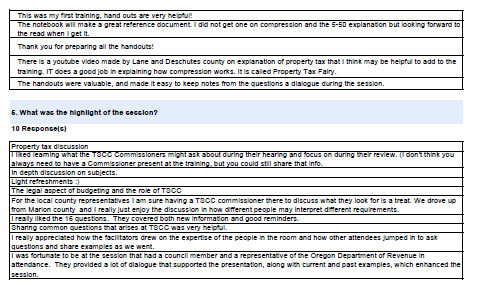 This was my first training, hand outs are very helpful!
The notebook will make a great reference document. I did not get one on compression and the 5-50 explanation but looking forward to
the read when I get it.
Thank you for preparing all the handouts!
There is a youtube video made by Lane and Deschutes county on explanation of property tax that I think may be helpful to add to the
training. IT does a good job in explaining how compression works. It is called Property Tax Fairy.
The handouts were valuable, and made it easy to keep notes from the questions a dialogue during the session.
6. What was the highlight of the session?
10 Response(s)
Property tax discussion
I liked learning what the TSCC Commissioners might ask about during their hearing and focus on during their review. (I don't think you
always need to have a Commissioner present at the training, but you could still share that info.
In depth discussion on subjects.
Light refreshments :)
The legal aspect of budgeting and the role of TSCC
For the local county representatives I am sure having a TSCC commissioner there to discuss what they look for is a treat. We drove up
from Marion county and I really just enjoy the discussion in how different people may interpret different requirements.
I really liked the 16 questions. They covered both new information and good reminders.
Sharing common questions that arises at TSCC was very helpful.
I really appreciated how the facilitators drew on the expertise of the people in the room and how other attendees jumped in to ask
questions and share examples as we went.
I was fortunate to be at the session that had a council member and a representative of the Oregon Department of Revenue in
attendance. They provided a lot of dialogue that supported the presentation, along with current and past examples, which enhanced the
session.